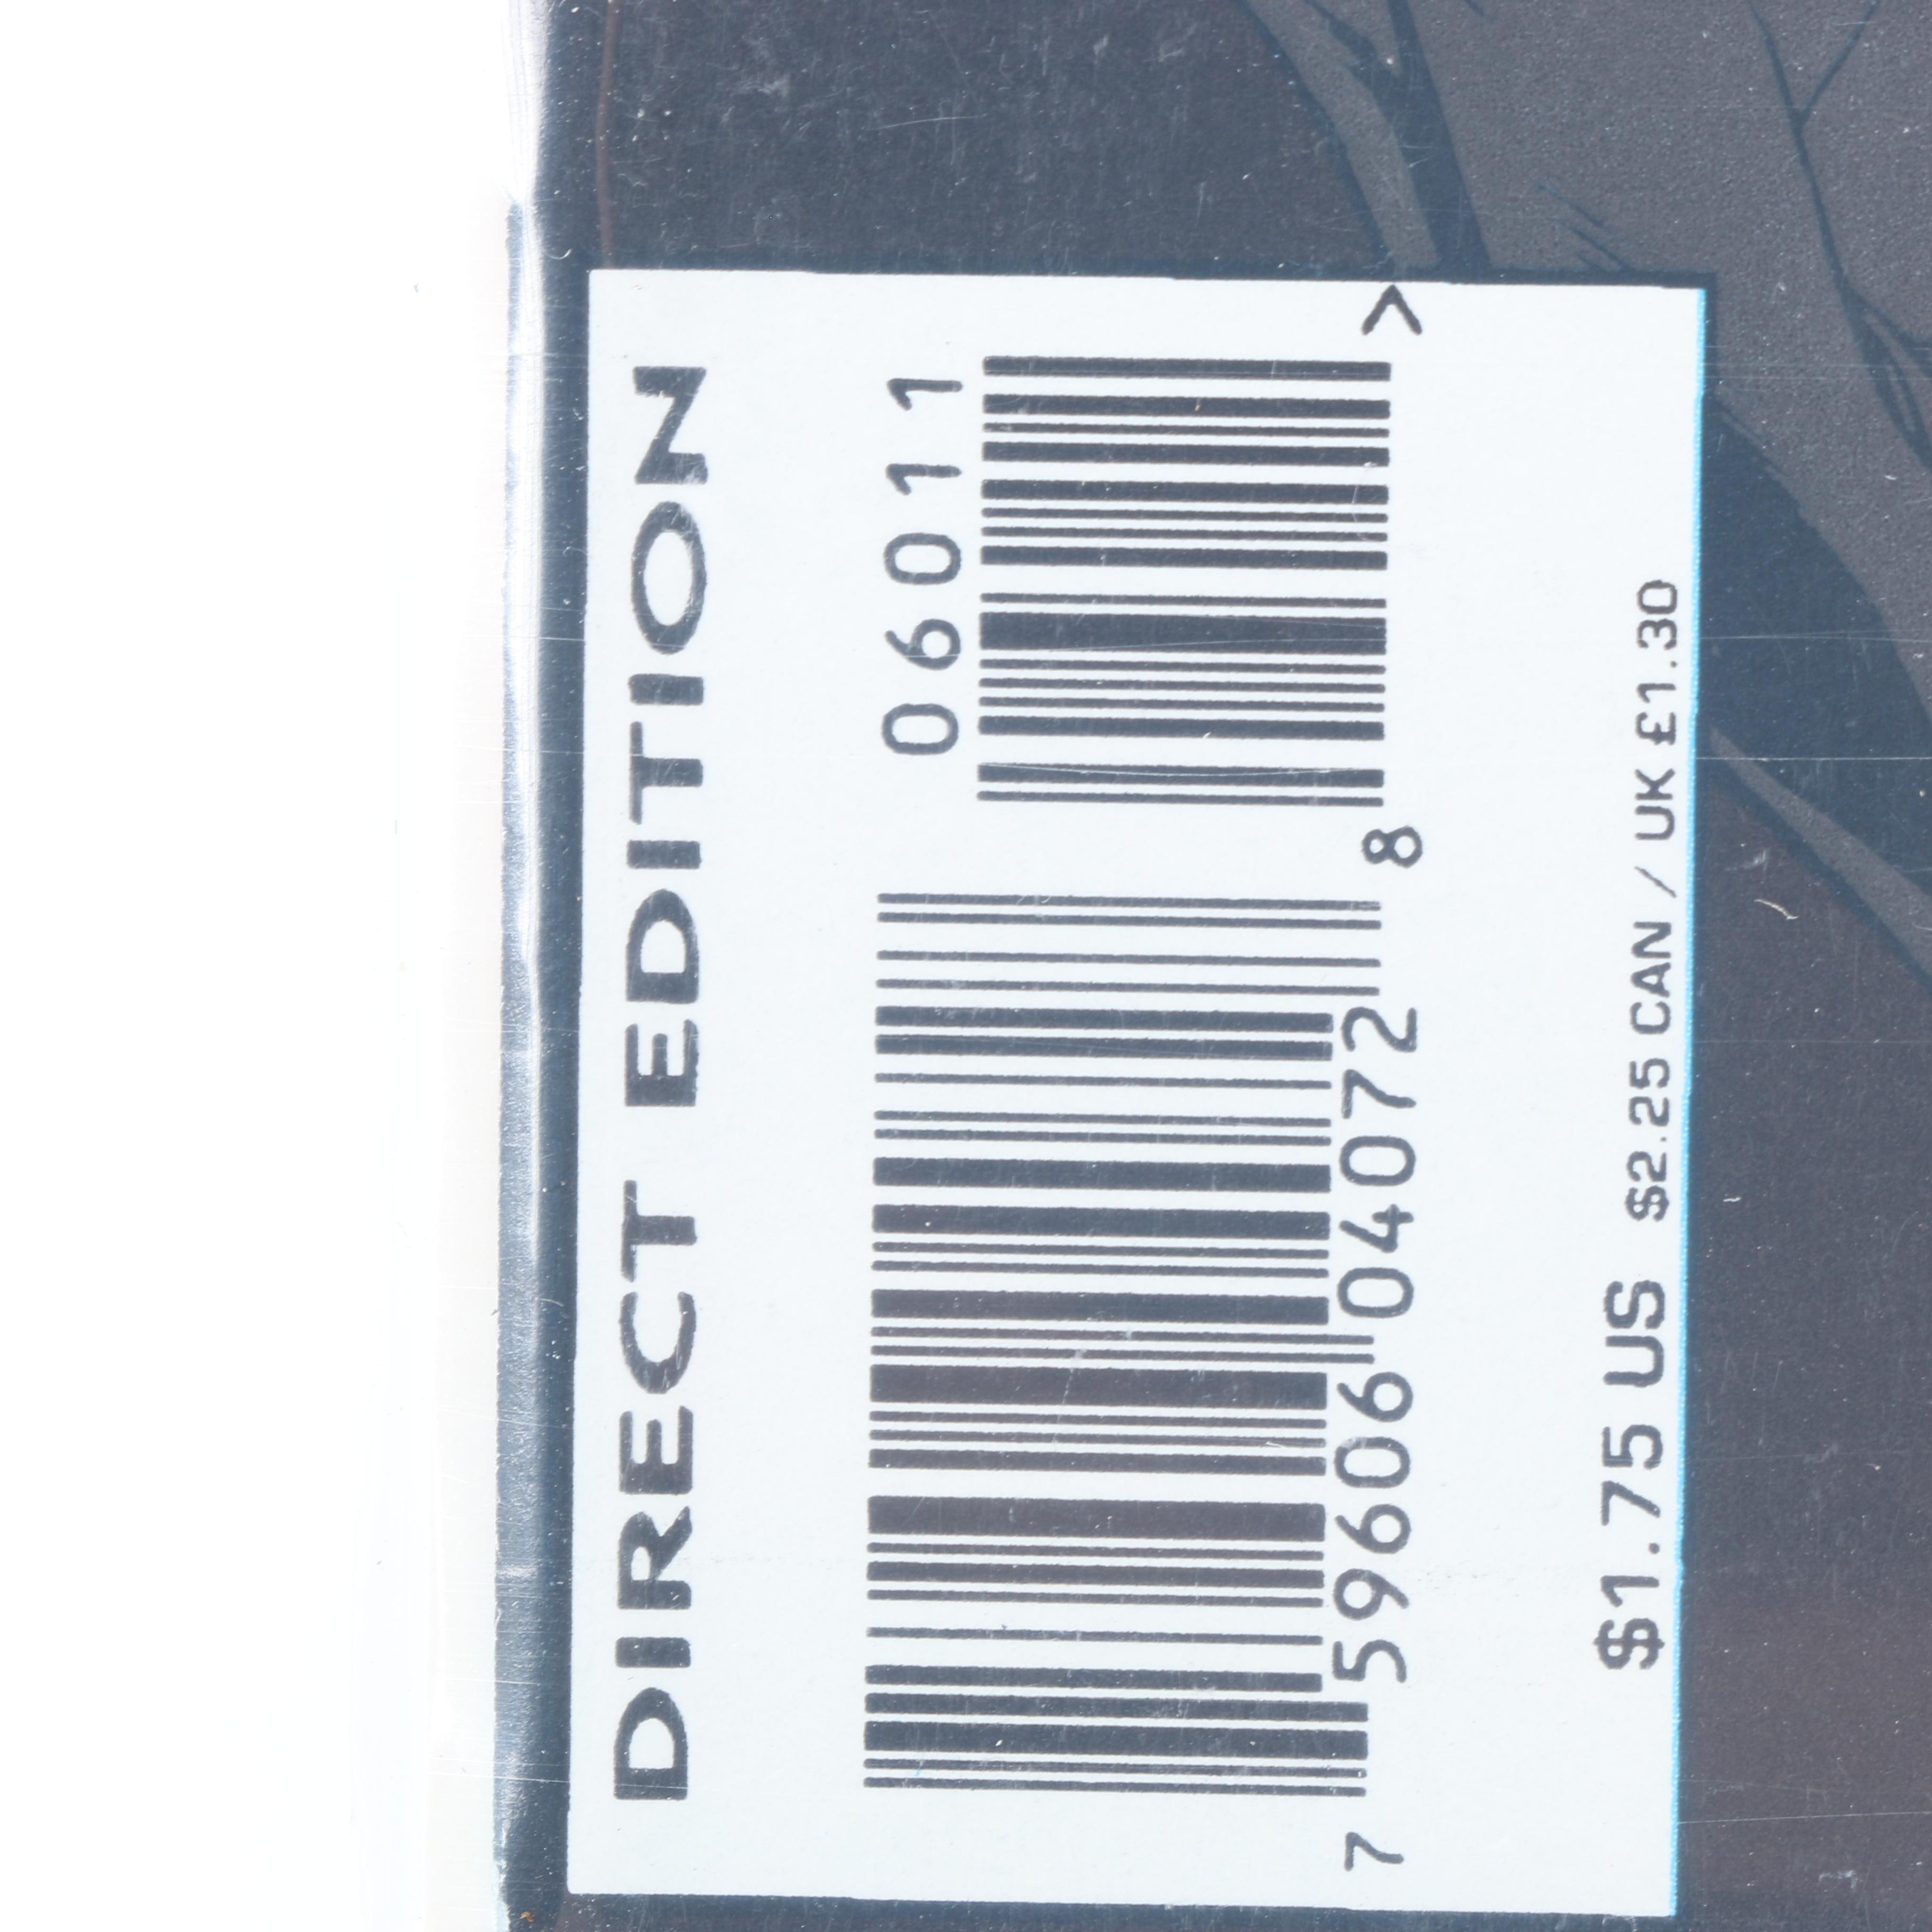 DIRECT EDITION
06011
7 59606 04072 8 >
$1.75 US $2.25 CAN / UK £1.30